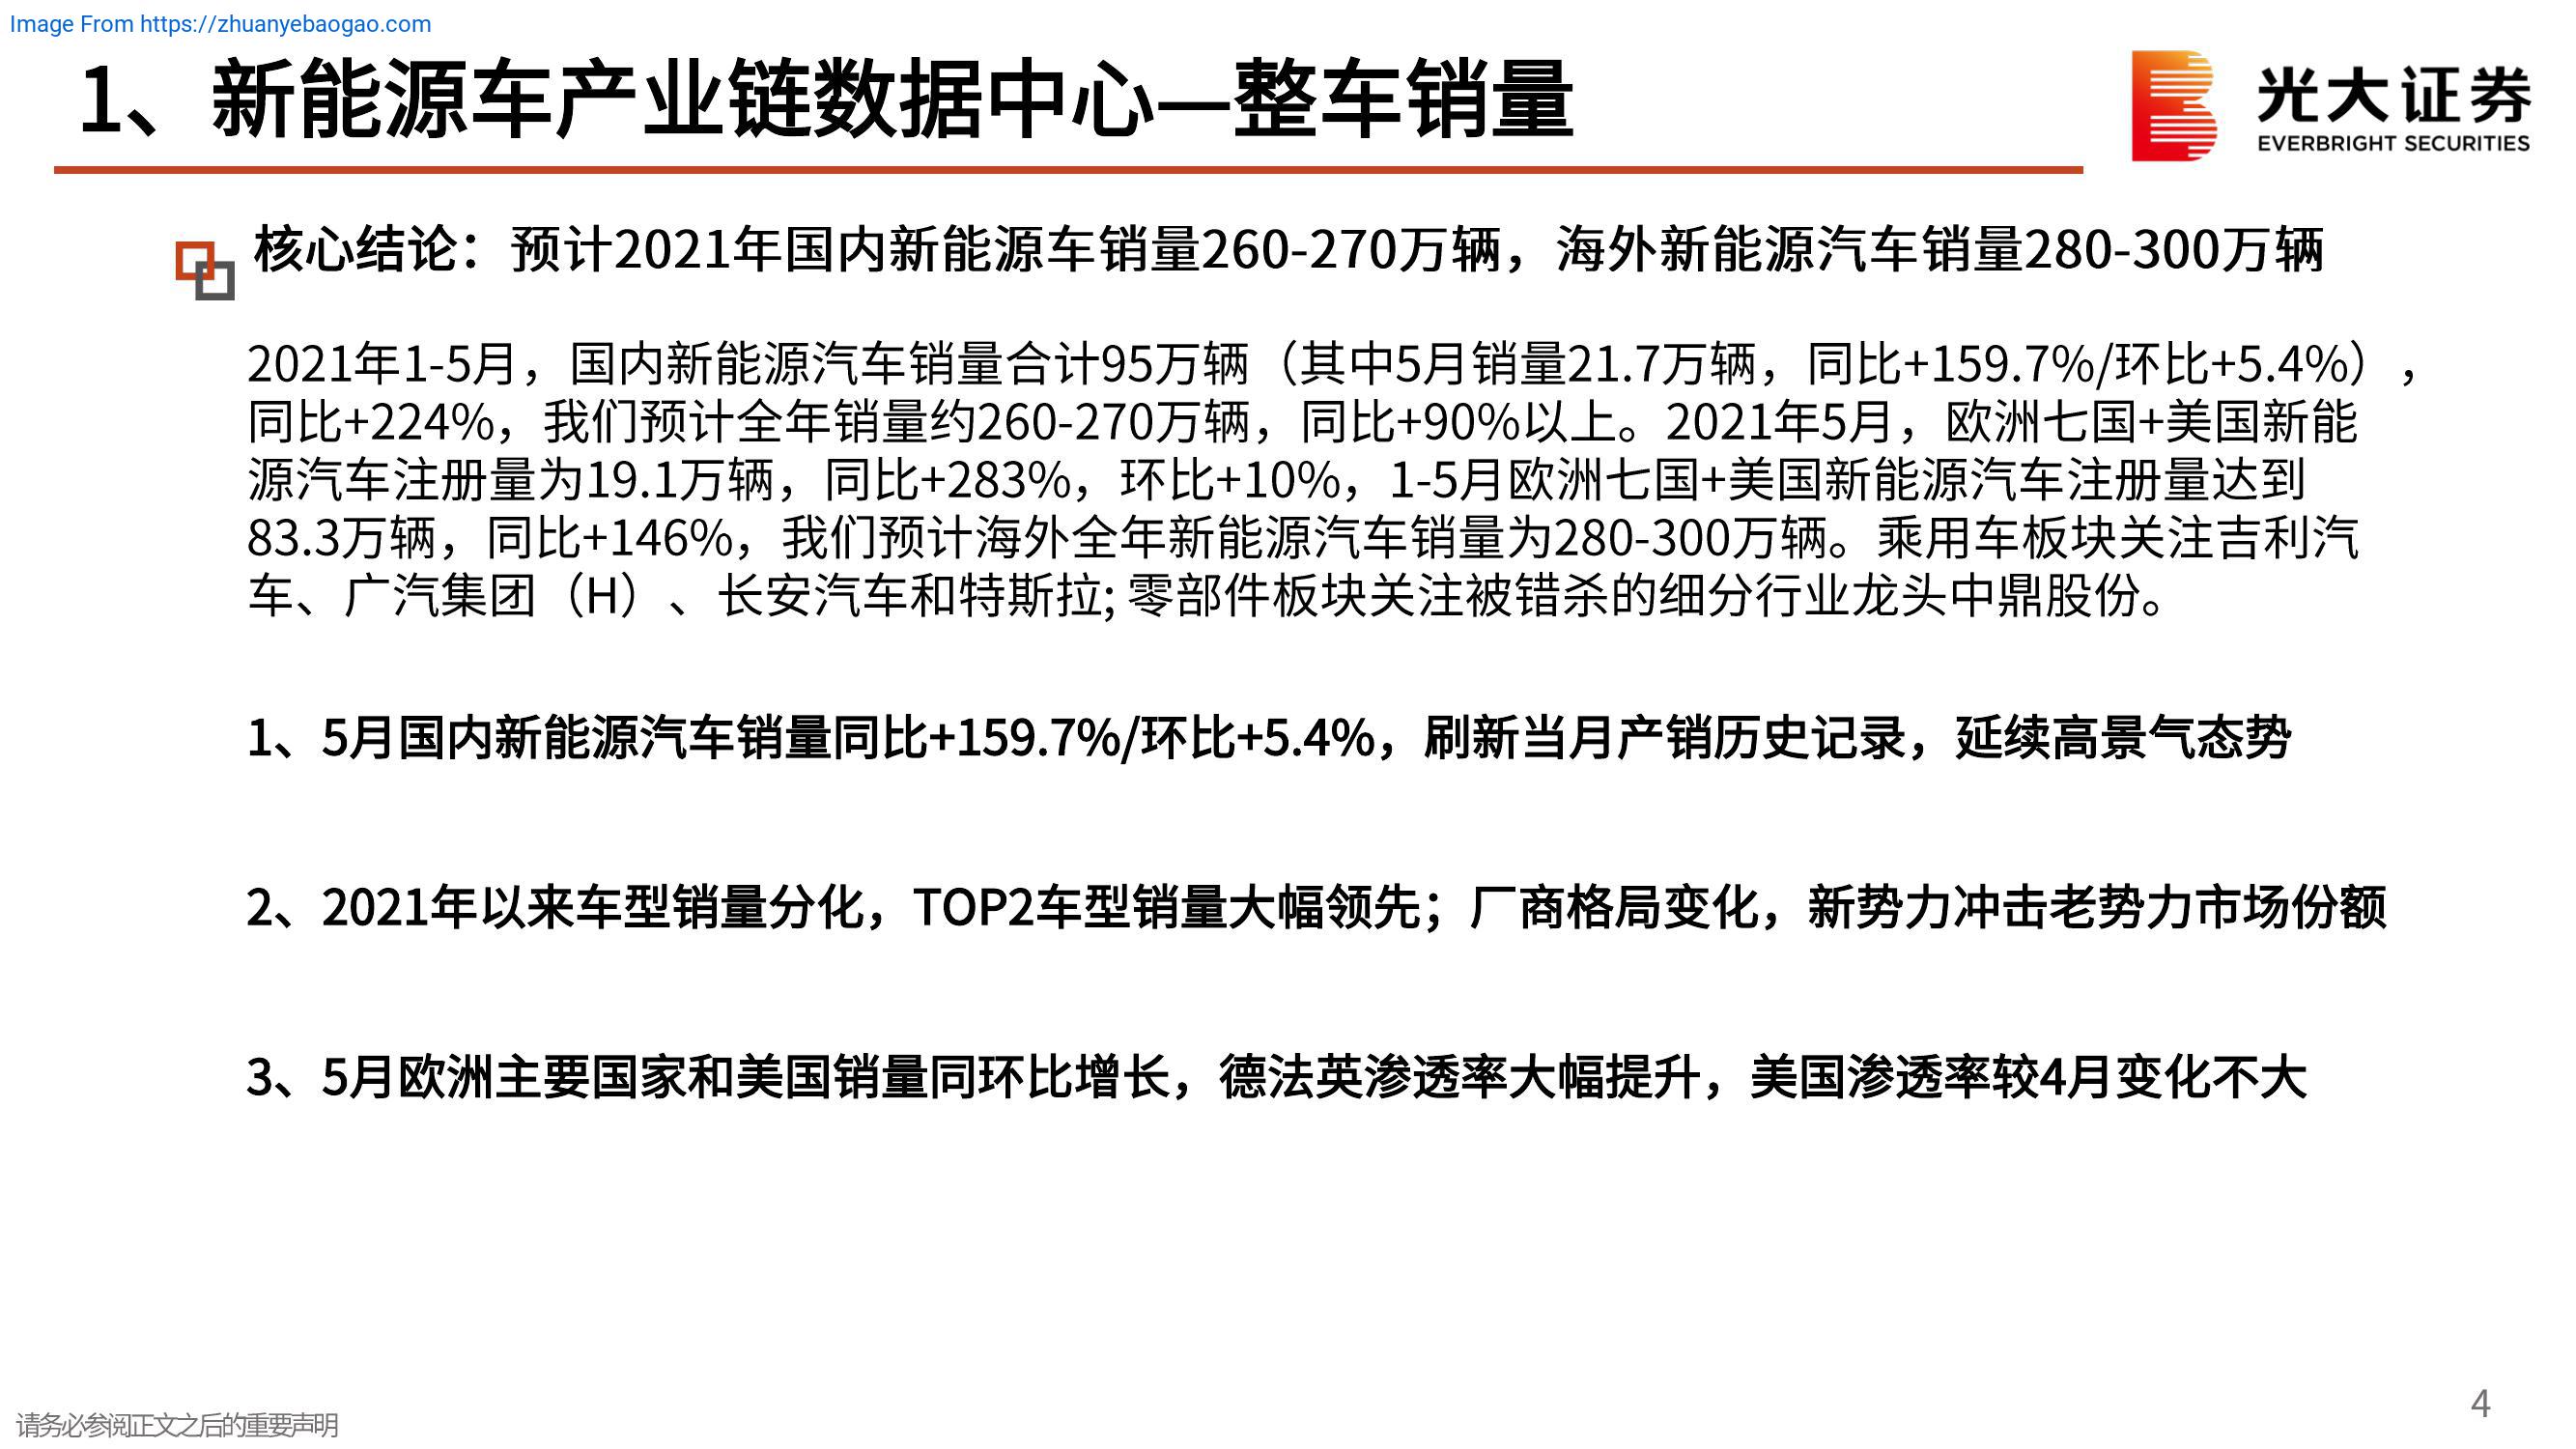 Image From https://zhuanyebaogao.com
1、新能源车产业链数据中心—整车销量
光大证券
EVERBRIGHT SECURITIES
核心结论：预计2021年国内新能源车销量260-270万辆，海外新能源汽车销量280-300万辆
2021年1-5月，国内新能源汽车销量合计95万辆（其中5月销量21.7万辆，同比+159.7%/环比+5.4%），
同比+224%，我们预计全年销量约260-270万辆，同比+90%以上。2021年5月，欧洲七国+美国新能
源汽车注册量为19.1万辆，同比+283%，环比+10%，1-5月欧洲七国+美国新能源汽车注册量达到
83.3万辆，同比+146%，我们预计海外全年新能源汽车销量为280-300万辆。乘用车板块关注吉利汽
车、广汽集团（H）、长安汽车和特斯拉; 零部件板块关注被错杀的细分行业龙头中鼎股份。
1、5月国内新能源汽车销量同比+159.7%/环比+5.4%，刷新当月产销历史记录，延续高景气态势
2、2021年以来车型销量分化，TOP2车型销量大幅领先；厂商格局变化，新势力冲击老势力市场份额
3、5月欧洲主要国家和美国销量同环比增长，德法英渗透率大幅提升，美国渗透率较4月变化不大
请务必参阅正文之后的重要声明
4